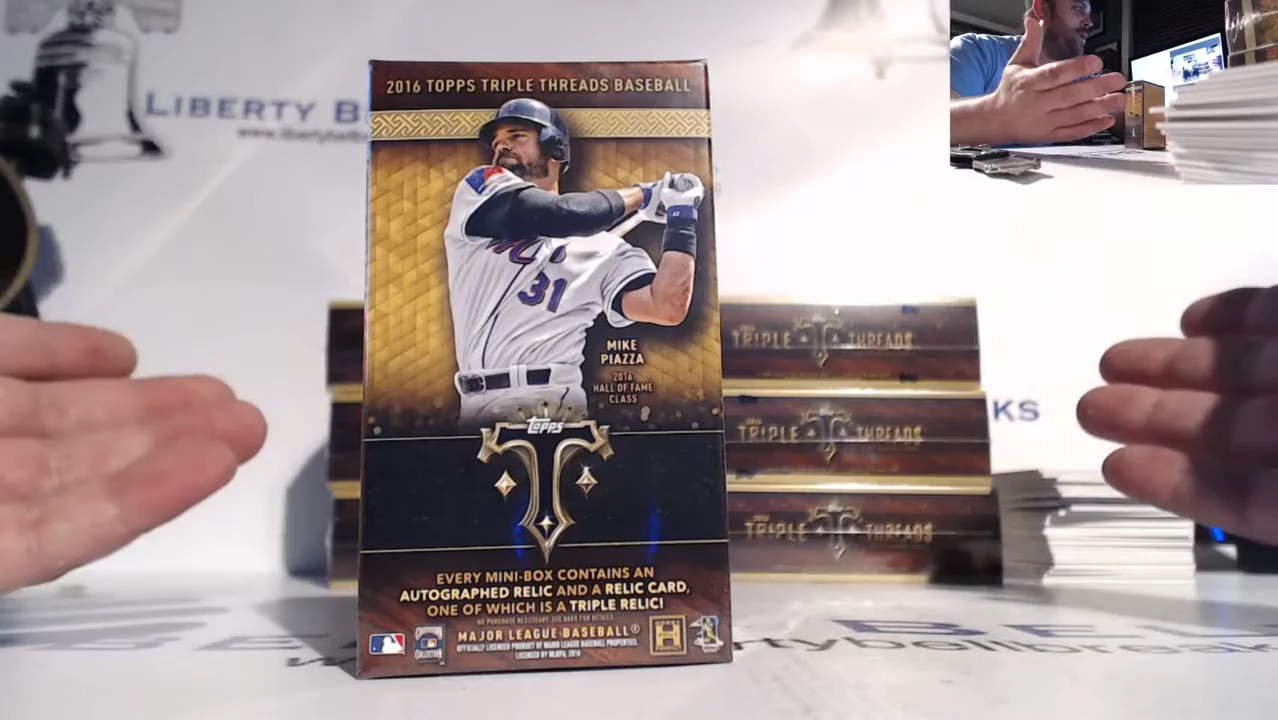 2016 TOPPS TRIPLE THREADS BASEBALL
LIBERTY B
31
MIKE
PIAZZA
2016
HALL OF FAME
CLASS
Topps
TRIPLE THREADS
KS
TRIPLE THREADS
TRIPLE THREADS
EVERY MINI-BOX CONTAINS AN
AUTOGRAPHED RELIC AND A RELIC CARD,
ONE OF WHICH IS A TRIPLE RELIC!
NO PURCHASE NECESSARY. SEE BACK FOR DETAILS.
MAJOR LEAGUE BASEBALL®
OFFICIALLY LICENSED PRODUCT OF MAJOR LEAGUE BASEBALL PROPERTIES.
LICENSED BY MLBPA, 2016